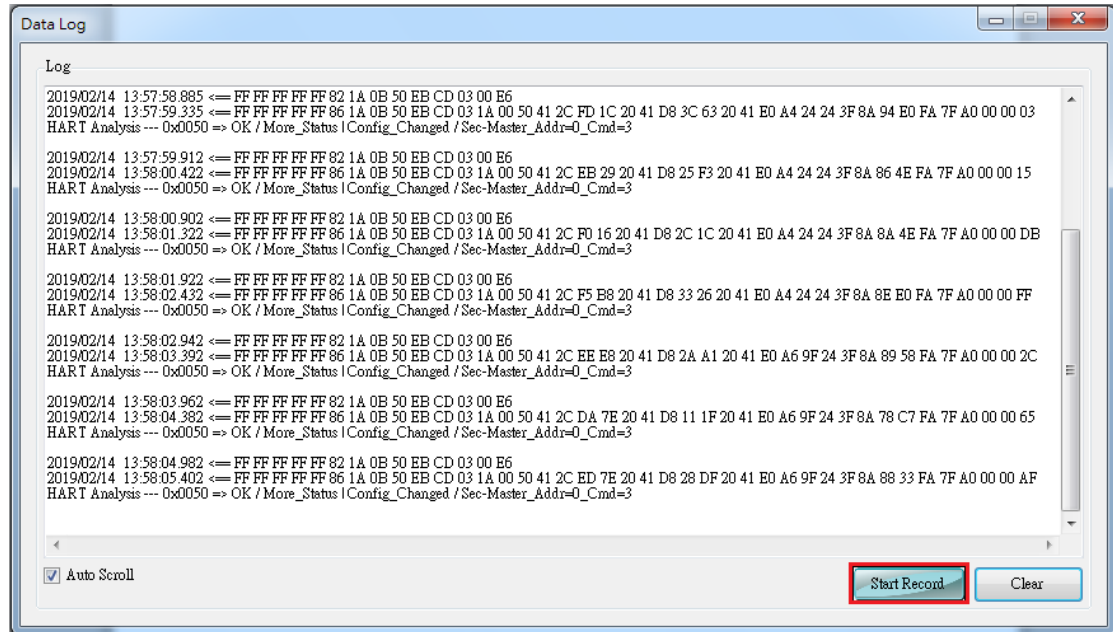 Data Log
Log
2019/02/14 13:57:58.885 <== FF FF FF FF FF 82 1A 0B 50 EB CD 03 00 E6
2019/02/14 13:57:59.335 <== FF FF FF FF FF 86 1A 0B 50 EB CD 03 1A 00 50 41 2C FD 1C 20 41 D8 3C 63 20 41 E0 A4 24 24 3F 8A 94 E0 FA 7F A0 00 00 03
HART Analysis --- 0x0050 => OK / More_Status | Config_Changed / Sec-Master_Addr=0_Cmd=3
2019/02/14 13:57:59.912 <== FF FF FF FF FF 82 1A 0B 50 EB CD 03 00 E6
2019/02/14 13:58:00.422 <== FF FF FF FF FF 86 1A 0B 50 EB CD 03 1A 00 50 41 2C EB 29 20 41 D8 25 F3 20 41 E0 A4 24 24 3F 8A 86 4E FA 7F A0 00 00 15
HART Analysis --- 0x0050 => OK / More_Status | Config_Changed / Sec-Master_Addr=0_Cmd=3
2019/02/14 13:58:00.902 <== FF FF FF FF FF 82 1A 0B 50 EB CD 03 00 E6
2019/02/14 13:58:01.322 <== FF FF FF FF FF 86 1A 0B 50 EB CD 03 1A 00 50 41 2C F0 16 20 41 D8 2C 1C 20 41 E0 A4 24 24 3F 8A 8A 4E FA 7F A0 00 00 DB
HART Analysis --- 0x0050 => OK / More_Status | Config_Changed / Sec-Master_Addr=0_Cmd=3
2019/02/14 13:58:01.922 <== FF FF FF FF FF 82 1A 0B 50 EB CD 03 00 E6
2019/02/14 13:58:02.432 <== FF FF FF FF FF 86 1A 0B 50 EB CD 03 1A 00 50 41 2C F5 B8 20 41 D8 33 26 20 41 E0 A4 24 24 3F 8A 8E E0 FA 7F A0 00 00 FF
HART Analysis --- 0x0050 => OK / More_Status | Config_Changed / Sec-Master_Addr=0_Cmd=3
2019/02/14 13:58:02.942 <== FF FF FF FF FF 82 1A 0B 50 EB CD 03 00 E6
2019/02/14 13:58:03.392 <== FF FF FF FF FF 86 1A 0B 50 EB CD 03 1A 00 50 41 2C EE E8 20 41 D8 2A A1 20 41 E0 A6 9F 24 3F 8A 89 58 FA 7F A0 00 00 2C
HART Analysis --- 0x0050 => OK / More_Status | Config_Changed / Sec-Master_Addr=0_Cmd=3
2019/02/14 13:58:03.962 <== FF FF FF FF FF 82 1A 0B 50 EB CD 03 00 E6
2019/02/14 13:58:04.382 <== FF FF FF FF FF 86 1A 0B 50 EB CD 03 1A 00 50 41 2C DA 7E 20 41 D8 11 1F 20 41 E0 A6 9F 24 3F 8A 78 C7 FA 7F A0 00 00 65
HART Analysis --- 0x0050 => OK / More_Status | Config_Changed / Sec-Master_Addr=0_Cmd=3
2019/02/14 13:58:04.982 <== FF FF FF FF FF 82 1A 0B 50 EB CD 03 00 E6
2019/02/14 13:58:05.402 <== FF FF FF FF FF 86 1A 0B 50 EB CD 03 1A 00 50 41 2C ED 7E 20 41 D8 28 DF 20 41 E0 A6 9F 24 3F 8A 88 33 FA 7F A0 00 00 AF
HART Analysis --- 0x0050 => OK / More_Status | Config_Changed / Sec-Master_Addr=0_Cmd=3
Auto Scroll
Start Record
Clear